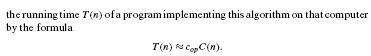 the running time T(n) of a program implementing this algorithm on that computer
by the formula
T(n) ≈ c_op C(n).